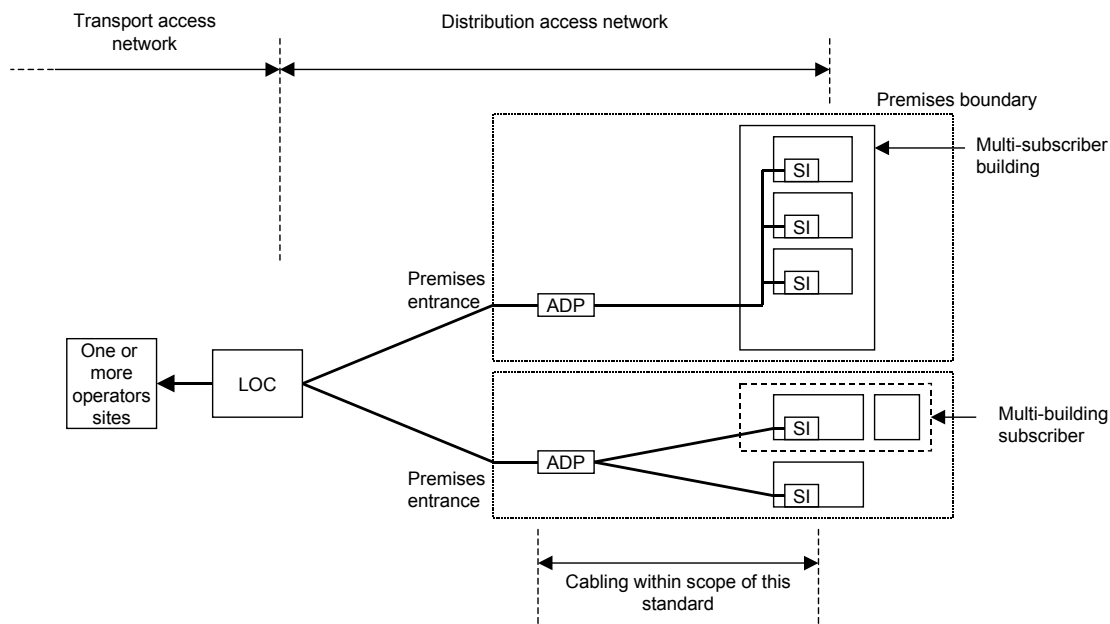 Transport access
network
Distribution access network
Premises boundary
Multi-subscriber
building
SI
SI
SI
Premises
entrance
ADP
One or
more
operators
sites
LOC
SI
Multi-building
subscriber
ADP
Premises
entrance
SI
Cabling within scope of this
standard